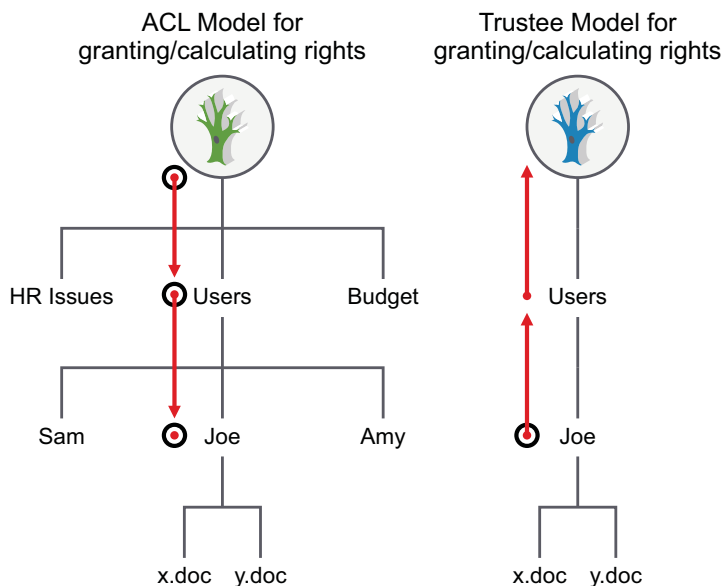 ACL Model for
granting/calculating rights
Trustee Model for
granting/calculating rights
HR Issues
Users
Budget
Users
Sam
Joe
Amy
Joe
x.doc
y.doc
x.doc
y.doc